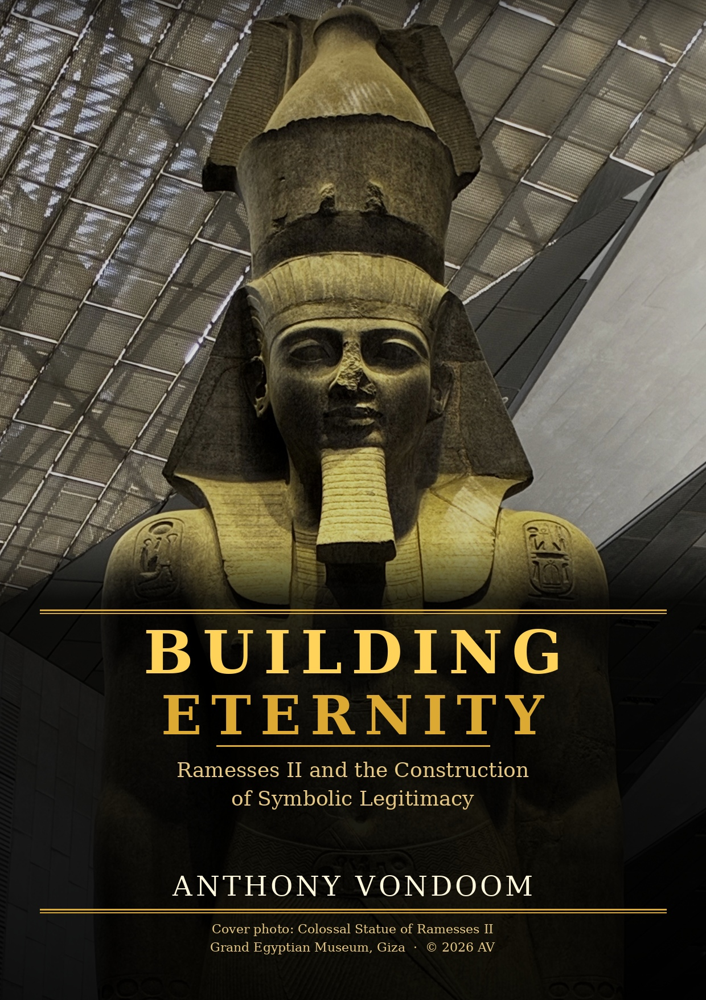 BUILDING
ETERNITY
Ramesses II and the Construction
of Symbolic Legitimacy
ANTHONY VONDOOM
Cover photo: Colossal Statue of Ramesses II
Grand Egyptian Museum, Giza · © 2026 AV